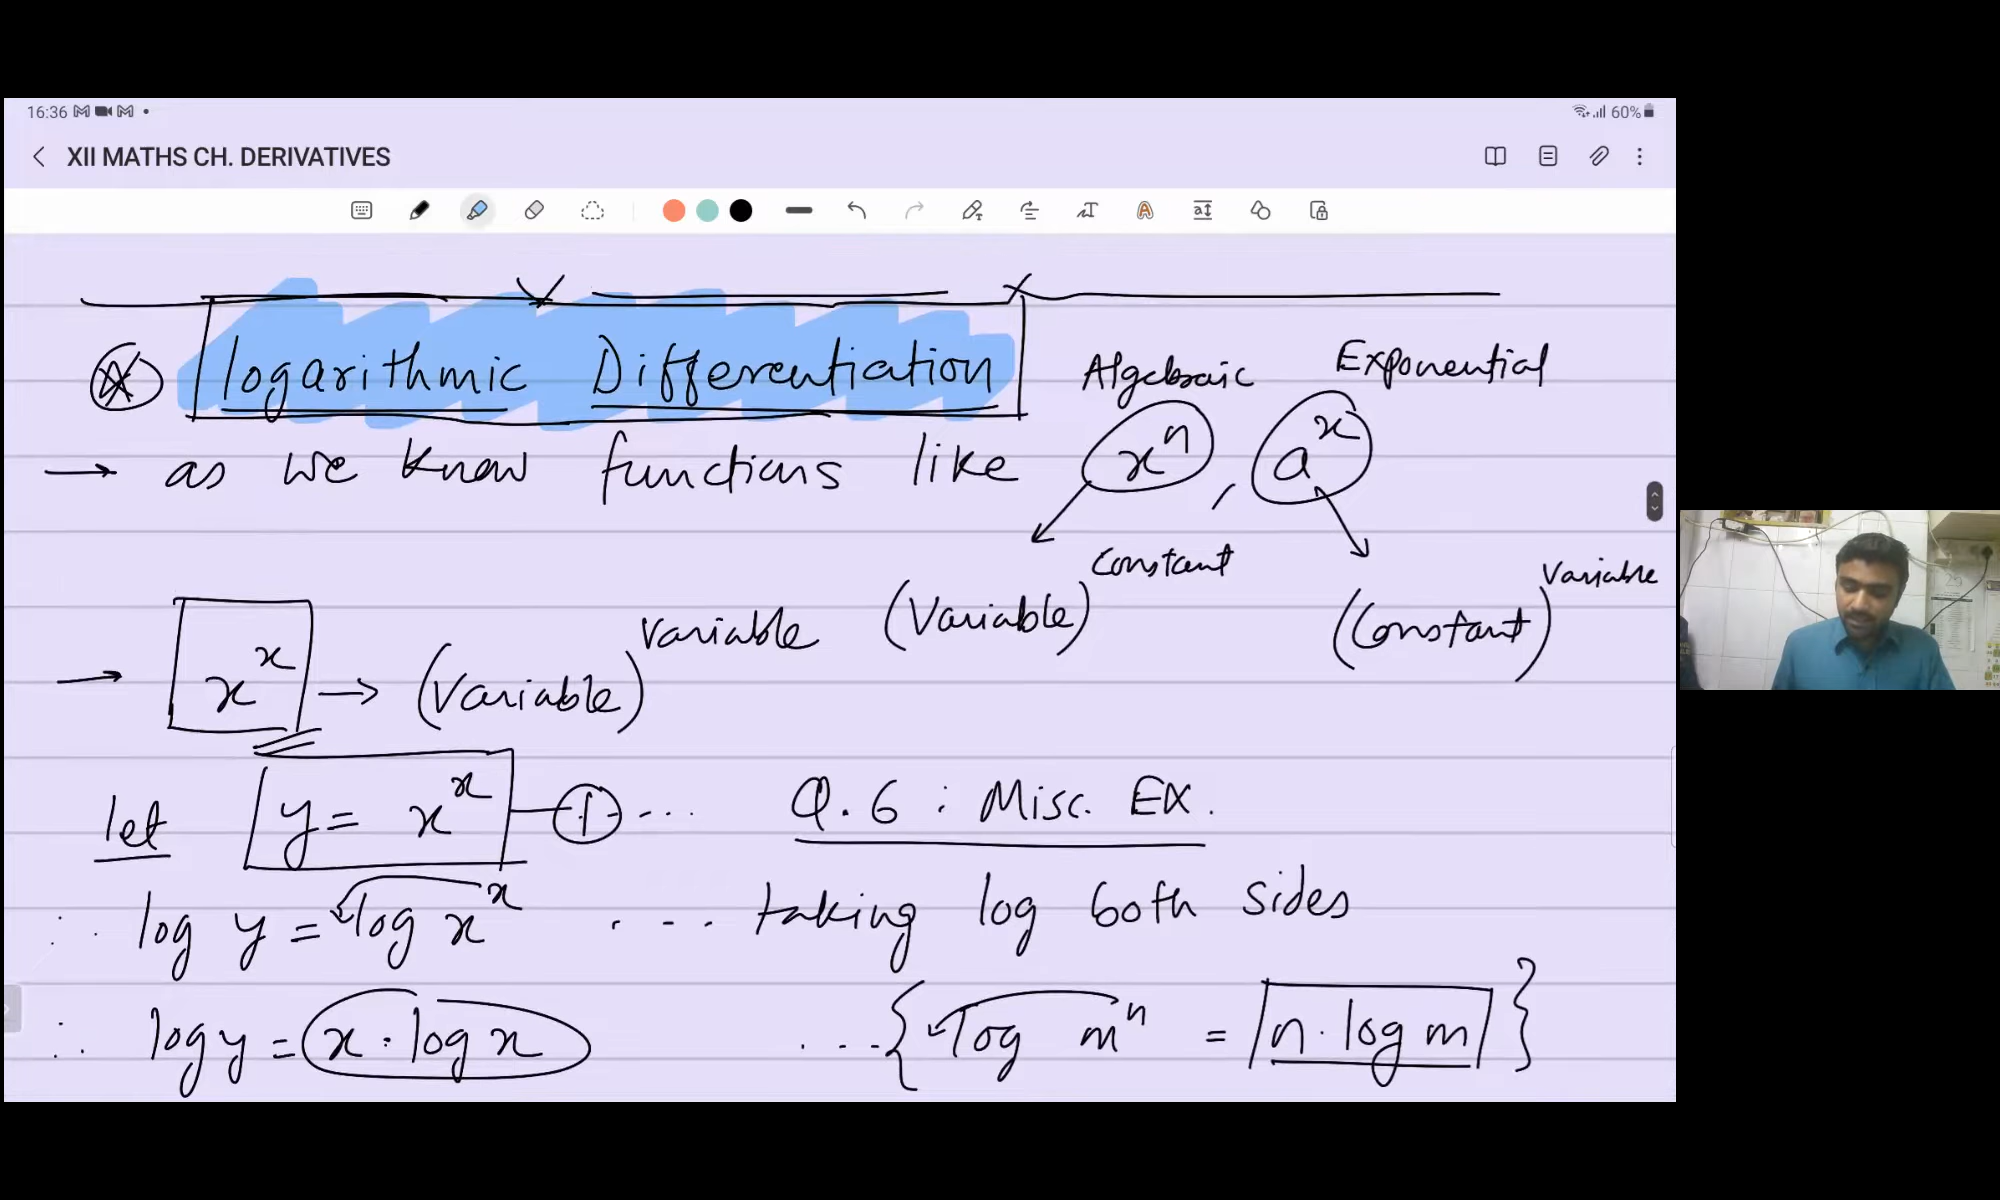 16:36
60%
XII MATHS CH. DERIVATIVES
logarithmic Differentiation
Algebraic Exponential
→ as we know functions like xⁿ, aˣ
(Variable)^Constant (Constant)^Variable
→ xˣ → (Variable)^Variable
let y = xˣ — ① ... Q.6 : Misc. EX.
∴ log y = log xˣ .... taking log both sides
∴ log y = x · log x ....{log mⁿ = n · log m}